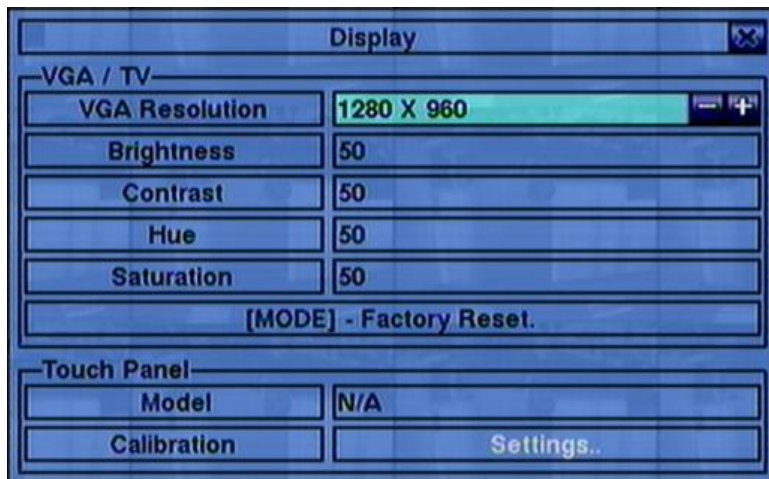 Display
VGA / TV
VGA Resolution 1280 X 960
Brightness 50
Contrast 50
Hue 50
Saturation 50
[MODE] - Factory Reset.
Touch Panel
Model N/A
Calibration Settings..